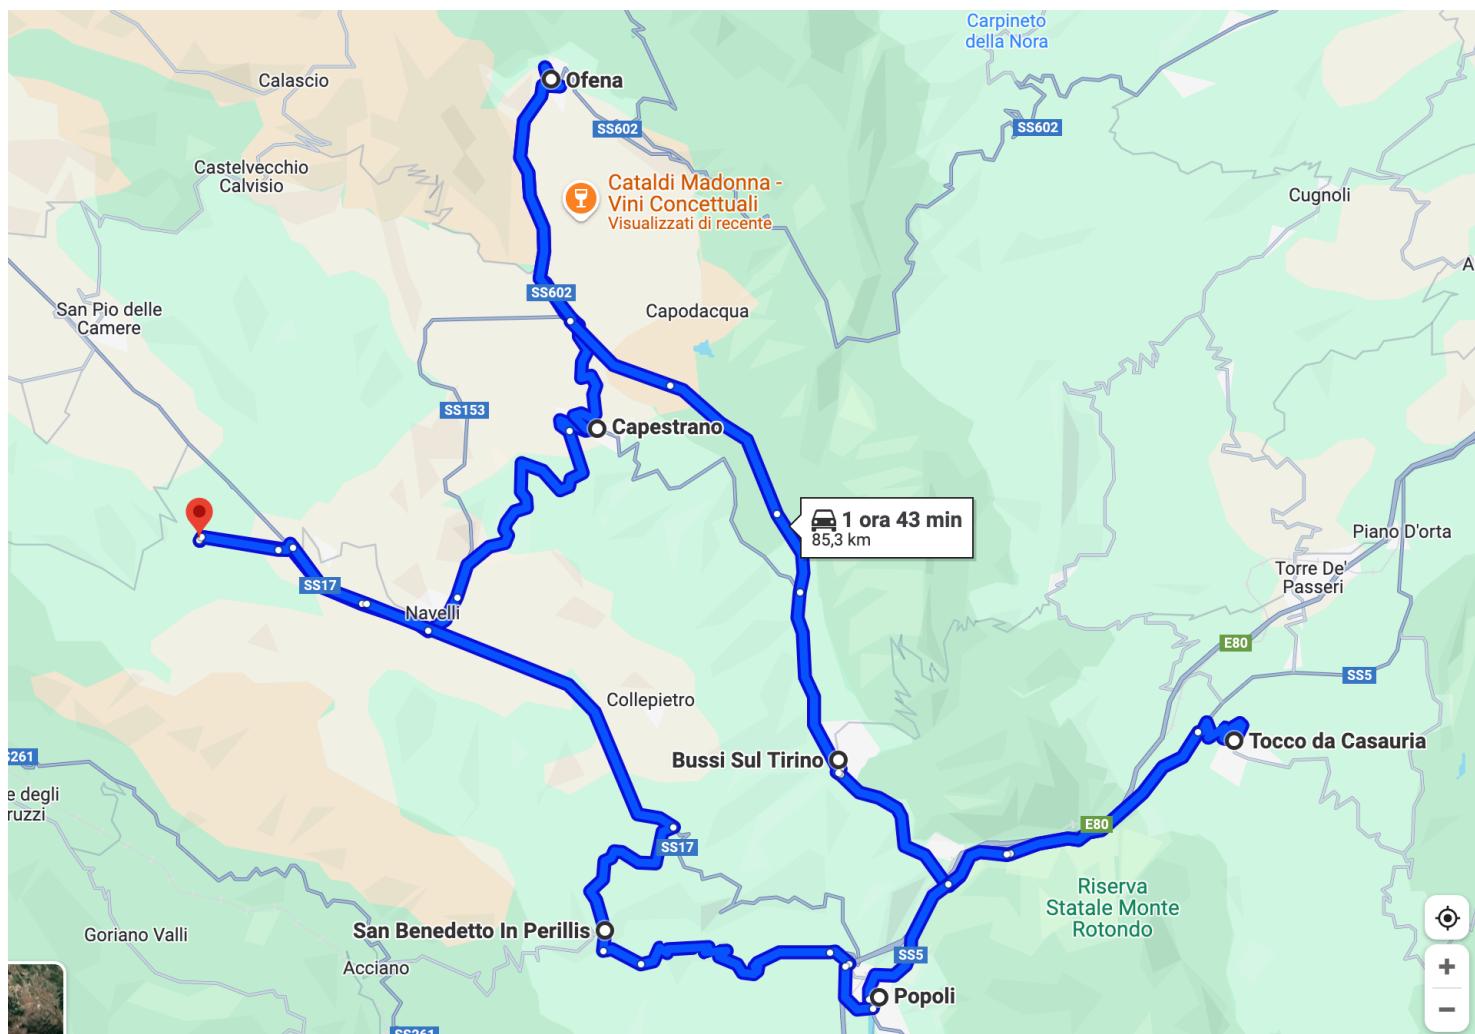 Carpineto
della Nora
Calascio
Ofena
SS602
SS602
Castelvecchio
Calvisio
Cataldi Madonna -
Vini Concettuali
Visualizzati di recente
Cugnoli
A
SS602
San Pio delle
Camere
Capodacqua
SS153
Capestrano
1 ora 43 min
85,3 km
Piano D'orta
Torre De'
Passeri
SS17
Navelli
E80
SS5
Collepietro
S261
Bussi Sul Tirino
Tocco da Casauria
e degli
ruzzi
E80
SS17
Riserva
Statale Monte
Rotondo
San Benedetto In Perillis
Goriano Valli
SS5
Acciano
Popoli
SS261